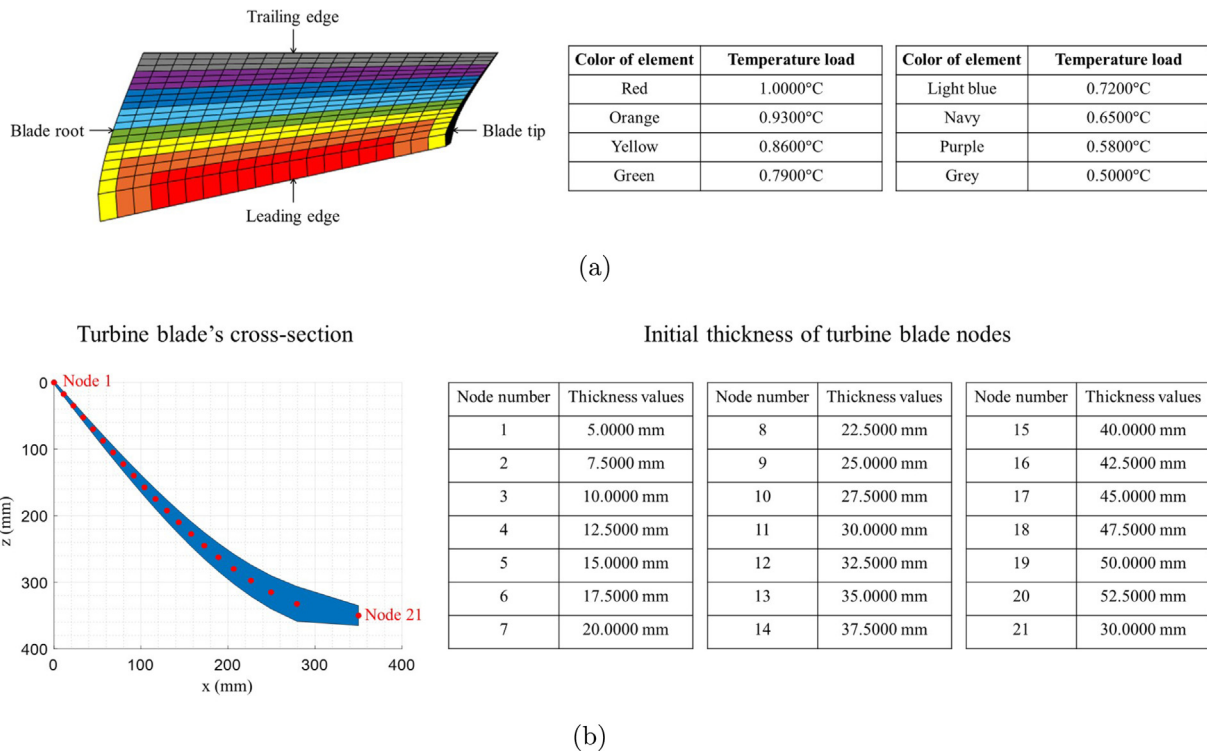 Trailing edge
Blade root
Blade tip
Leading edge
Color of element Temperature load
Red 1.0000°C
Orange 0.9300°C
Yellow 0.8600°C
Green 0.7900°C
Color of element Temperature load
Light blue 0.7200°C
Navy 0.6500°C
Purple 0.5800°C
Grey 0.5000°C
(a)
Turbine blade's cross-section
Node 1
Node 21
0
100
200
300
400
z (mm)
0 100 200 300 400
x (mm)
Initial thickness of turbine blade nodes
Node number Thickness values
1 5.0000 mm
2 7.5000 mm
3 10.0000 mm
4 12.5000 mm
5 15.0000 mm
6 17.5000 mm
7 20.0000 mm
Node number Thickness values
8 22.5000 mm
9 25.0000 mm
10 27.5000 mm
11 30.0000 mm
12 32.5000 mm
13 35.0000 mm
14 37.5000 mm
Node number Thickness values
15 40.0000 mm
16 42.5000 mm
17 45.0000 mm
18 47.5000 mm
19 50.0000 mm
20 52.5000 mm
21 30.0000 mm
(b)